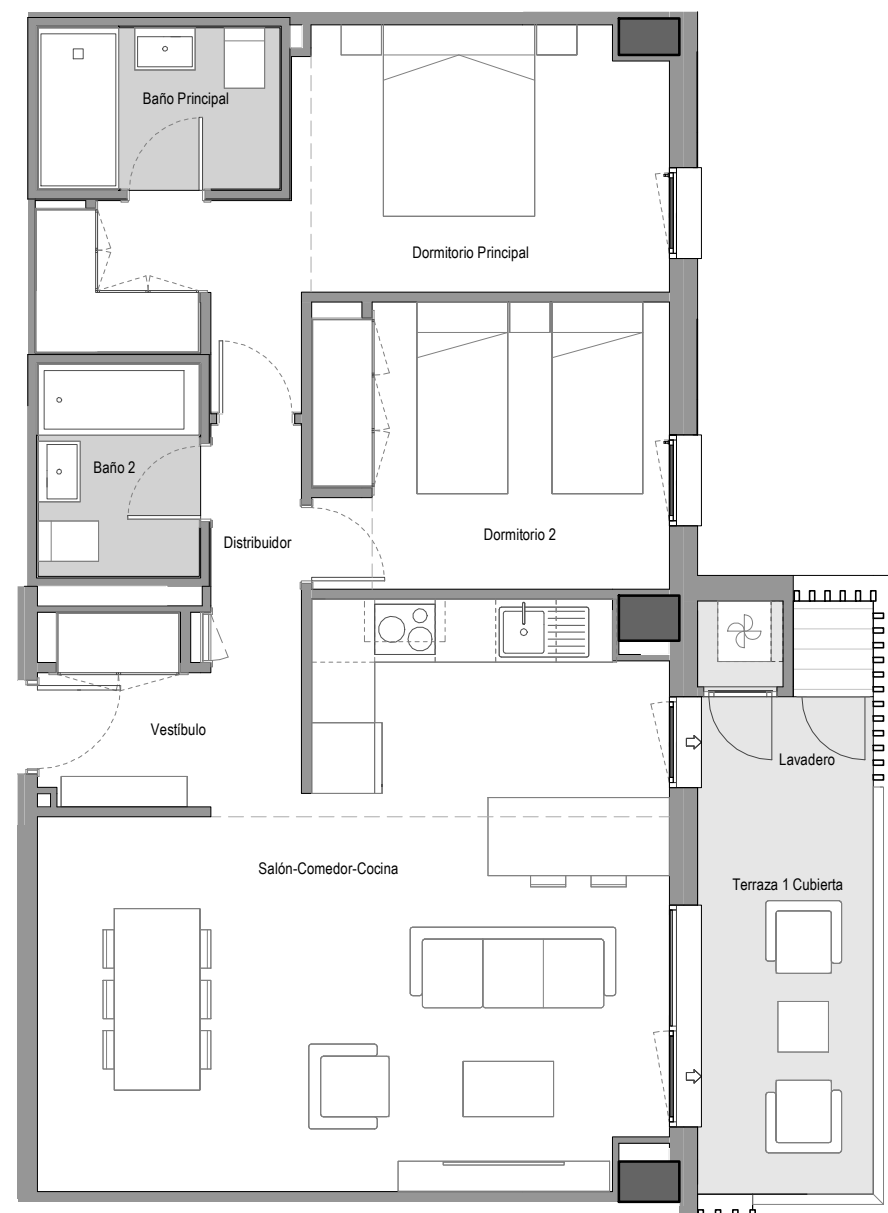 Baño Principal
Dormitorio Principal
Baño 2
Dormitorio 2
Distribuidor
Vestíbulo
Lavadero
Salón-Comedor-Cocina
Terraza 1 Cubierta